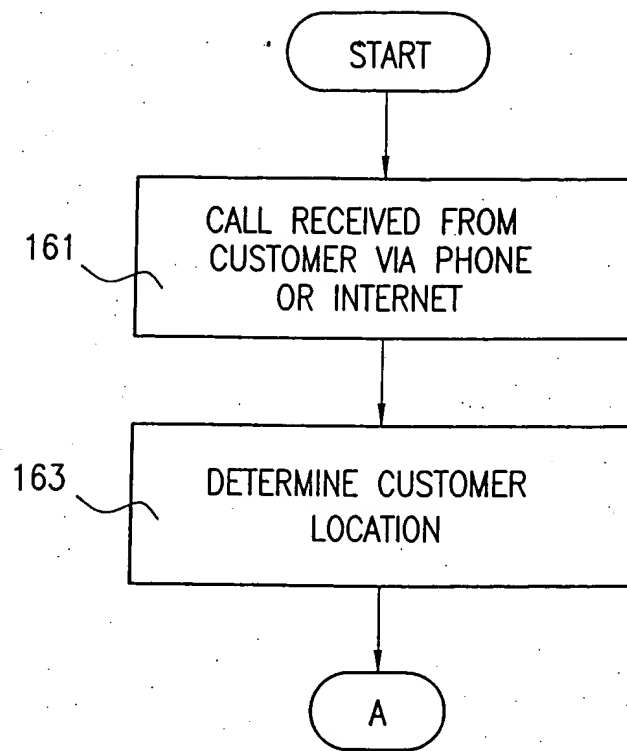 START
161
CALL RECEIVED FROM
CUSTOMER VIA PHONE
OR INTERNET
163
DETERMINE CUSTOMER
LOCATION
A